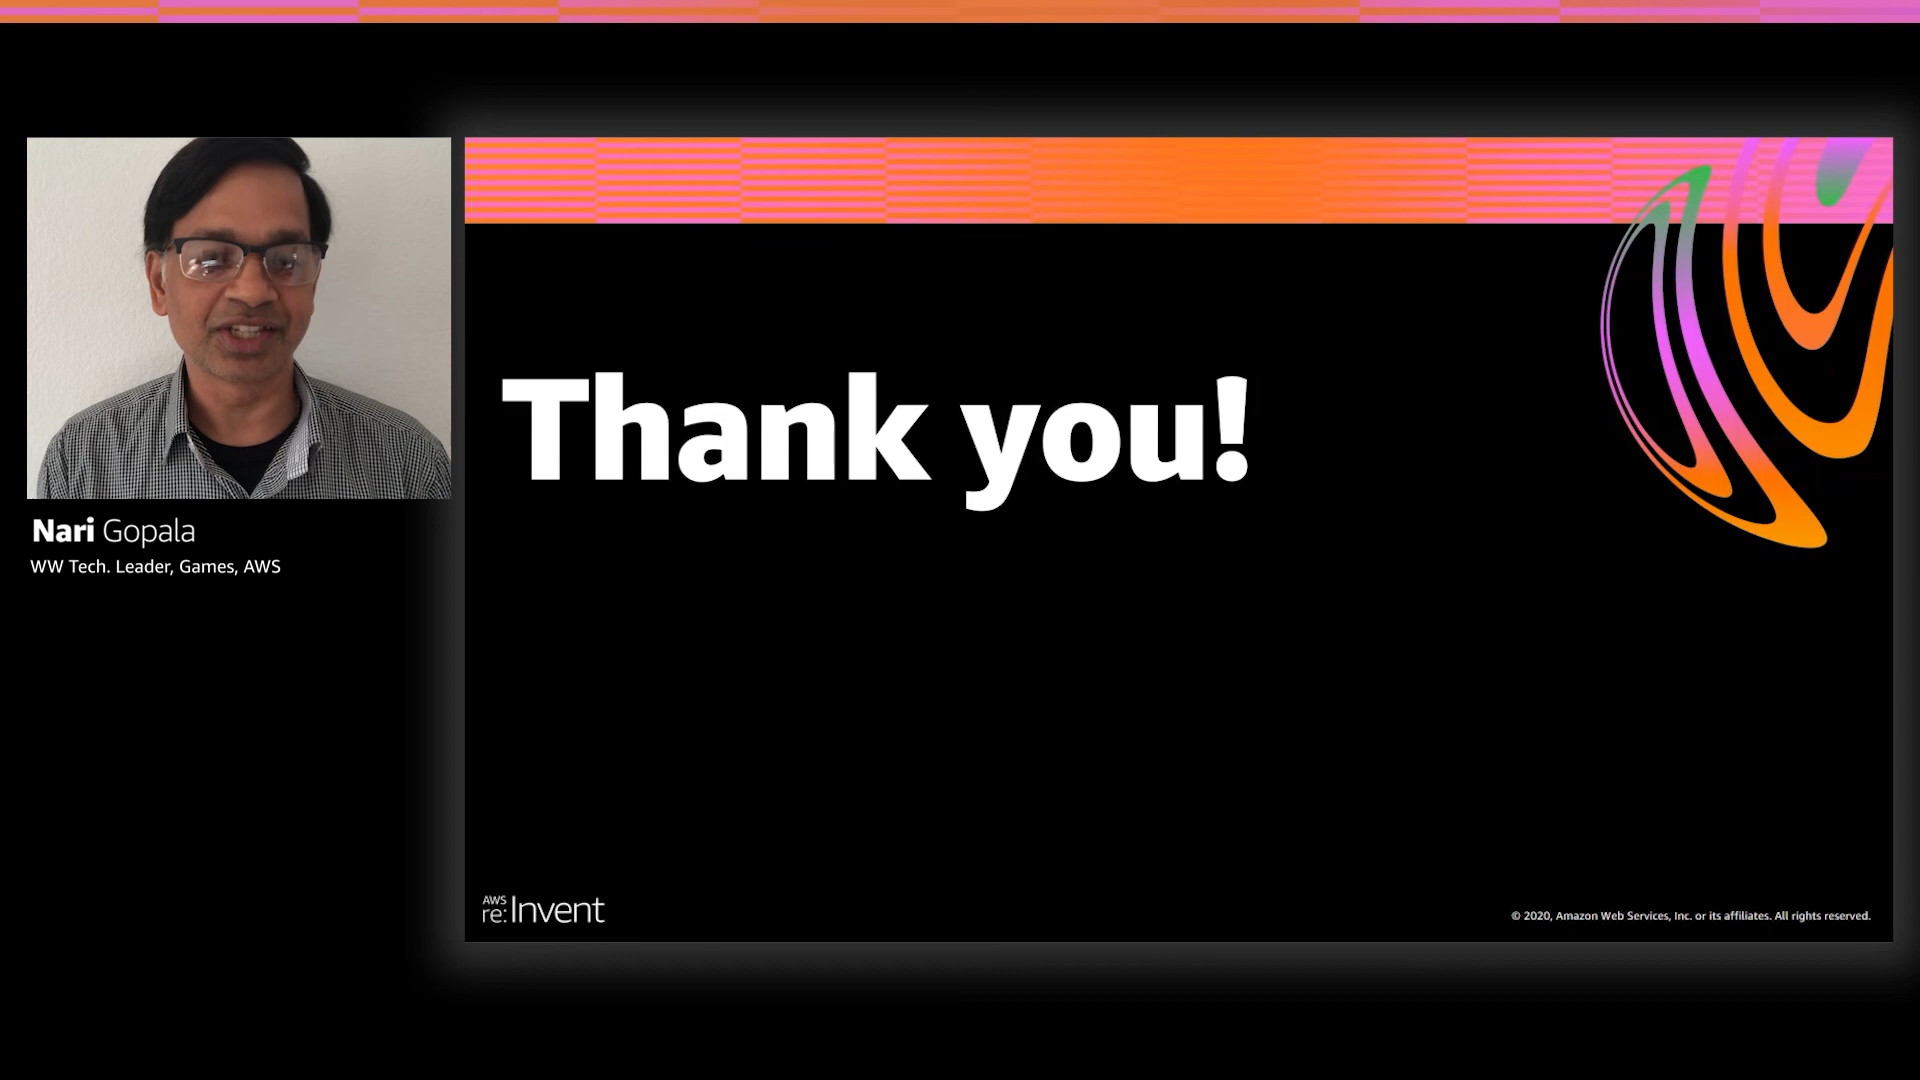 Thank you!
Nari Gopala
WW Tech. Leader, Games, AWS
AWS
re:Invent
© 2020, Amazon Web Services, Inc. or its affiliates. All rights reserved.